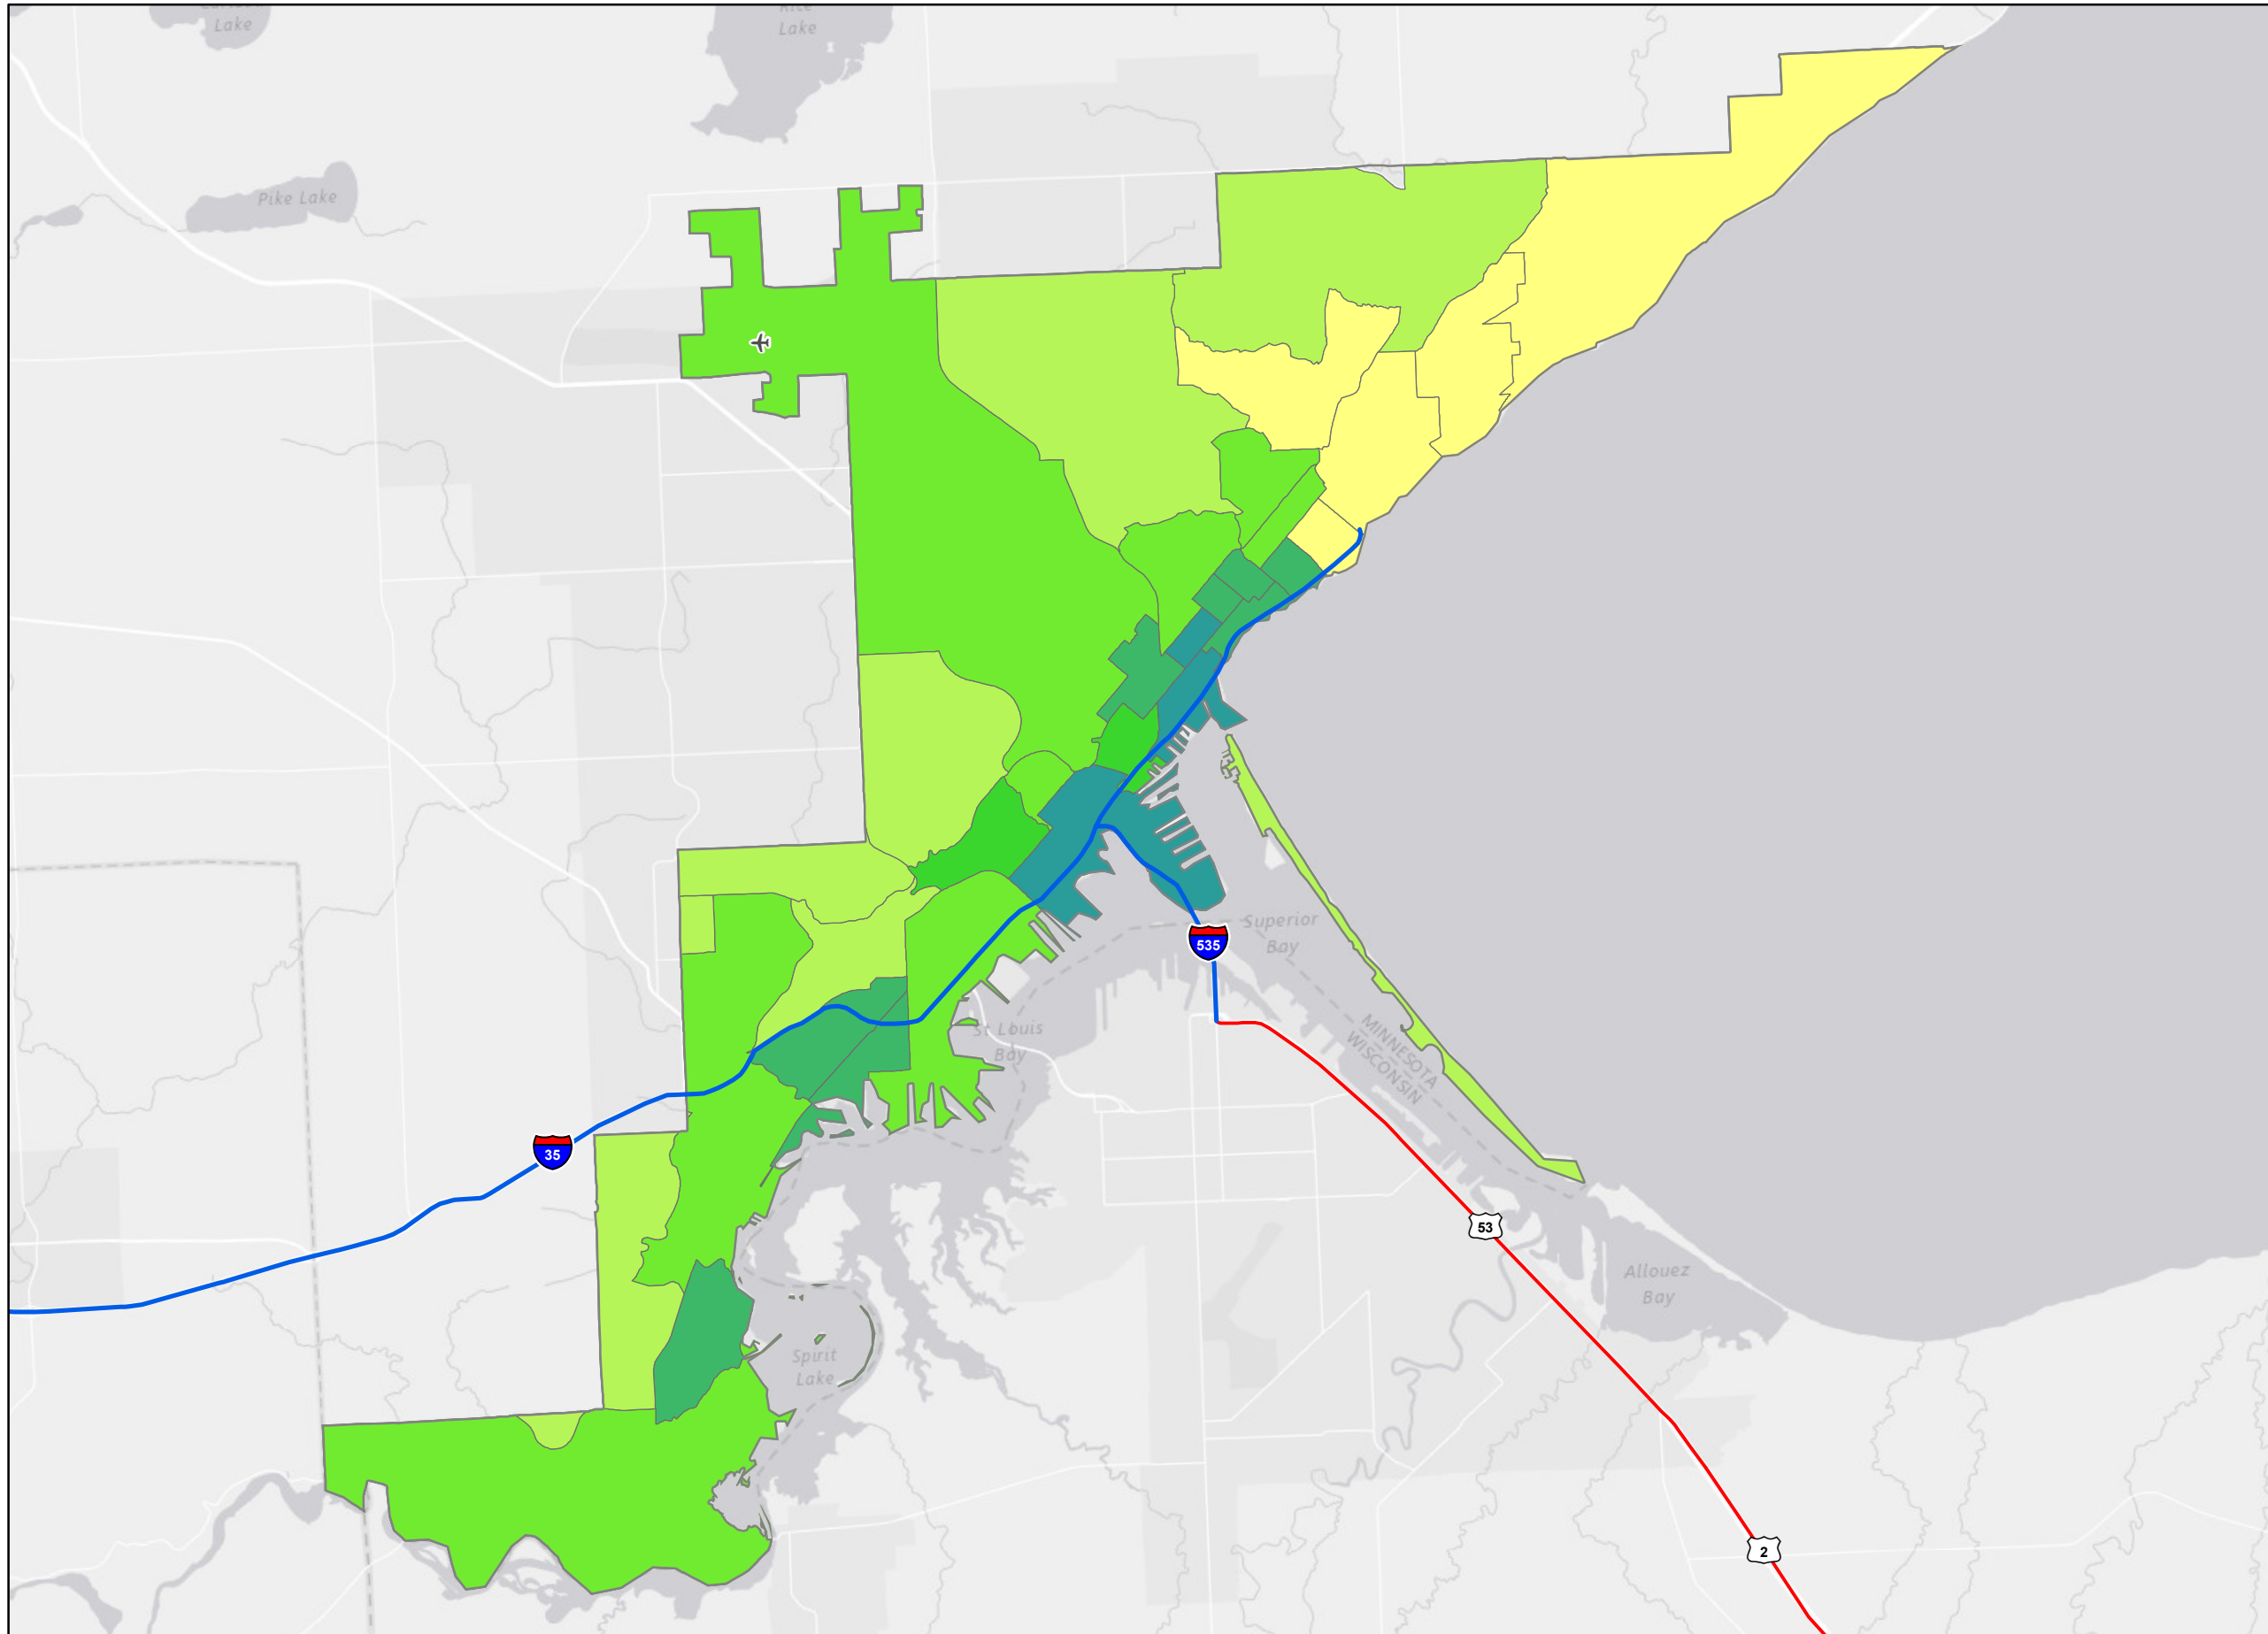 Lake
Rice
Lake
Pike Lake
Superior
Bay
535
St Louis
Bay
MINNESOTA
WISCONSIN
35
53
Allouez
Bay
Spirit
Lake
2